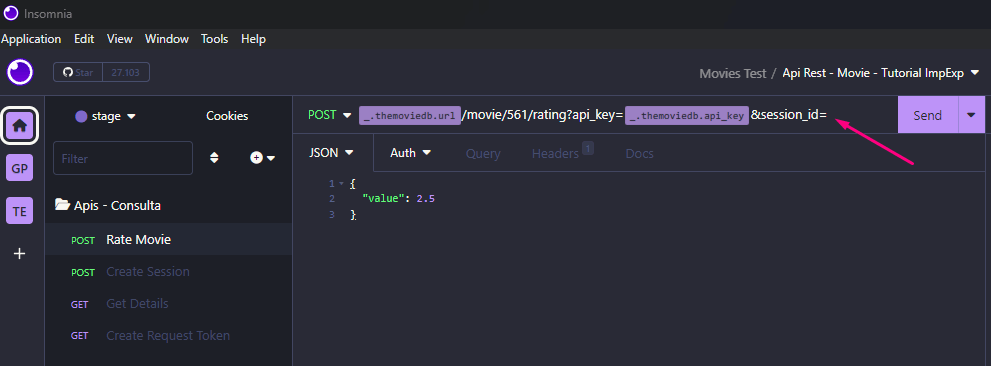 Insomnia
Application Edit View Window Tools Help
Star 27.103
Movies Test / Api Rest - Movie - Tutorial ImpExp
stage Cookies
POST _.themoviedb.url/movie/561/rating?api_key=_.themoviedb.api_key&session_id=
Send
Filter
JSON Auth Query Headers 1 Docs
GP
TE
Apis - Consulta
POST Rate Movie
POST Create Session
GET Get Details
GET Create Request Token
1 {
2 "value": 2.5
3 }